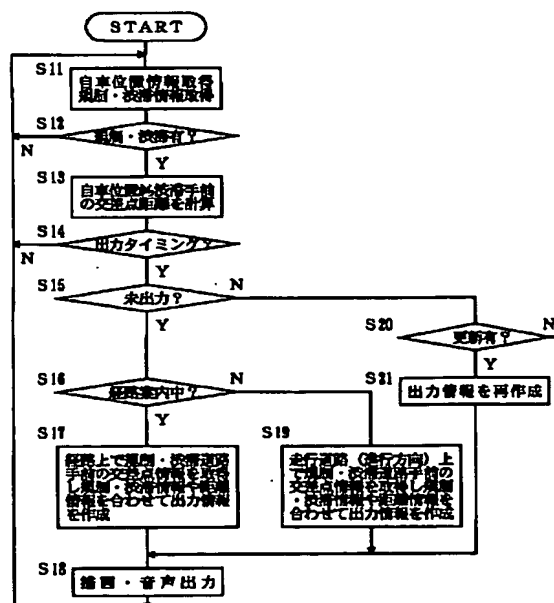 START
S11
自車位置情報取得
規制・渋滞情報取得
S12
規制・渋滞有?
N
Y
S13
自車位置から渋滞手前
の交差点距離を計算
S14
出力タイミング?
N
Y
S15
未出力?
N
Y
S20
更新有?
N
Y
S21
出力情報を再作成
S16
経路案内中?
N
Y
S17
経路上で規制・渋滞道路
手前の交差点情報を取得
し規制・渋滞情報や距離
情報を合わせて出力情報
を作成
S19
走行道路(進行方向)上
で規制・渋滞道路手前の
交差点情報を取得し規制
・渋滞情報や距離情報を
合わせて出力情報を作成
S18
描画・音声出力